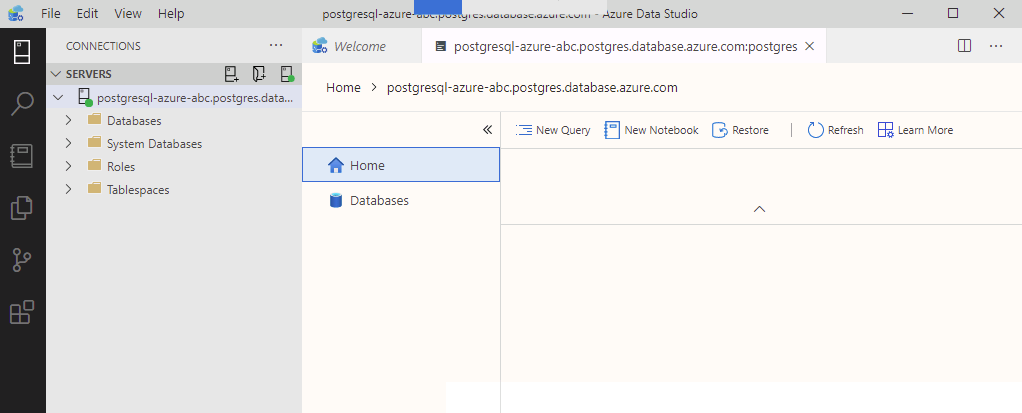 File Edit View Help
postgresql-azure-abc.postgres.database.azure.com - Azure Data Studio
CONNECTIONS
SERVERS
postgresql-azure-abc.postgres.data...
Databases
System Databases
Roles
Tablespaces
Welcome
postgresql-azure-abc.postgres.database.azure.com:postgres
Home > postgresql-azure-abc.postgres.database.azure.com
New Query New Notebook Restore Refresh Learn More
Home
Databases